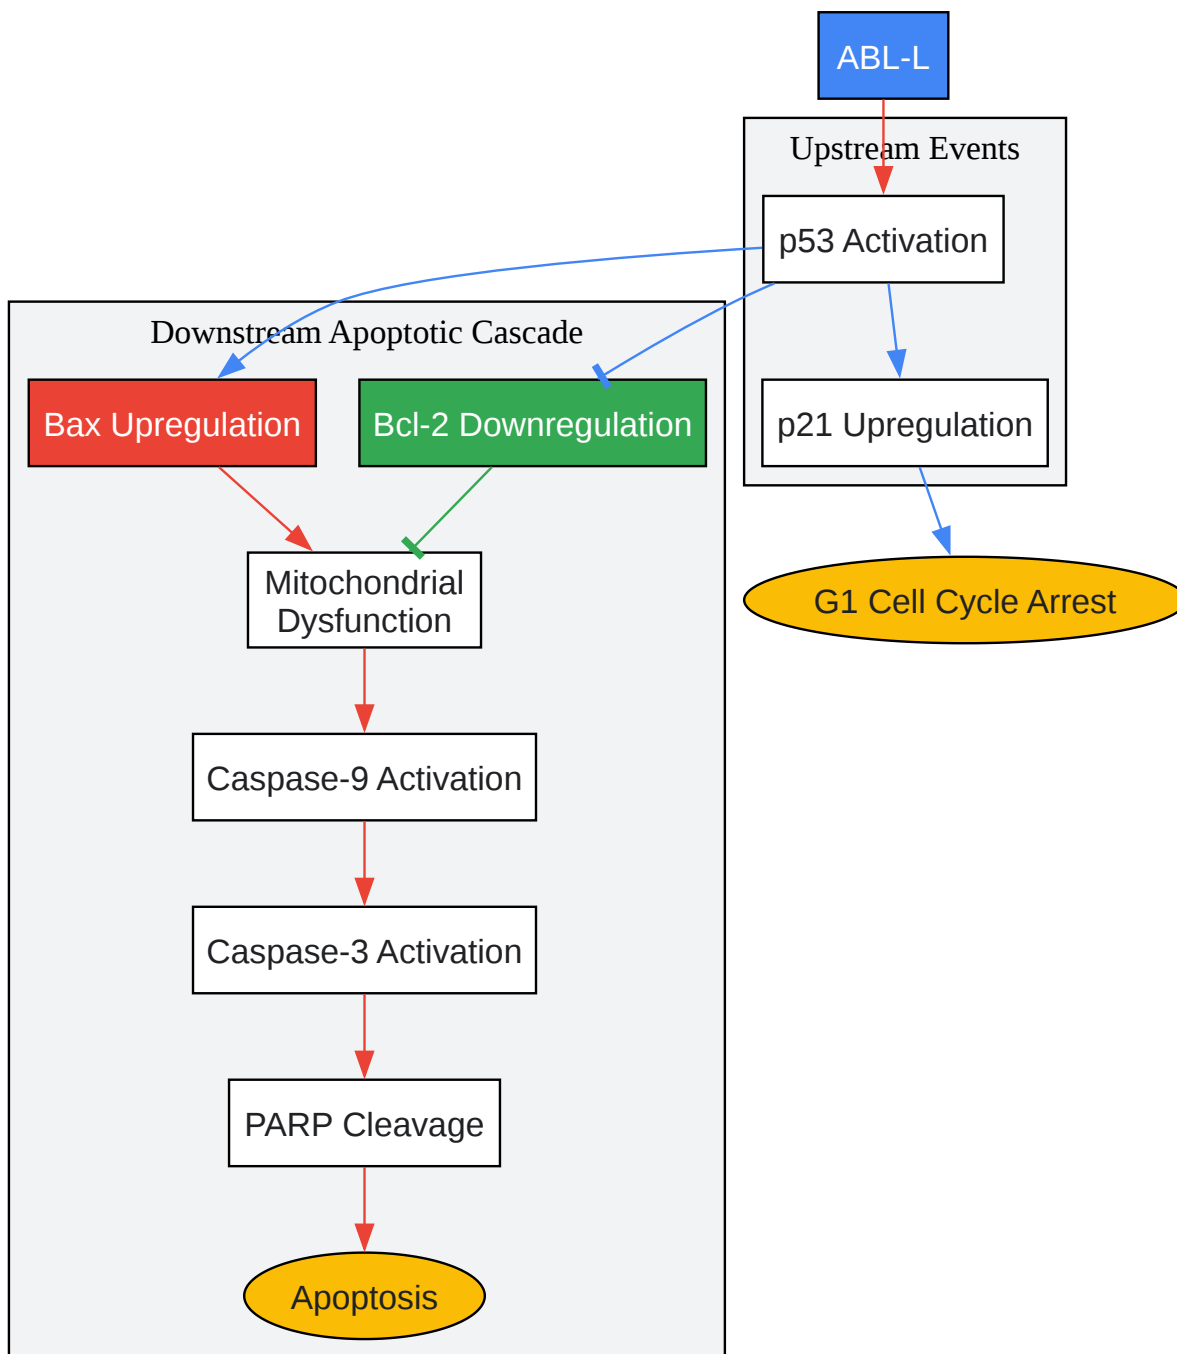 ABL-L
Upstream Events
p53 Activation
Downstream Apoptotic Cascade
Bax Upregulation
Bcl-2 Downregulation
p21 Upregulation
Mitochondrial
Dysfunction
G1 Cell Cycle Arrest
Caspase-9 Activation
Caspase-3 Activation
PARP Cleavage
Apoptosis